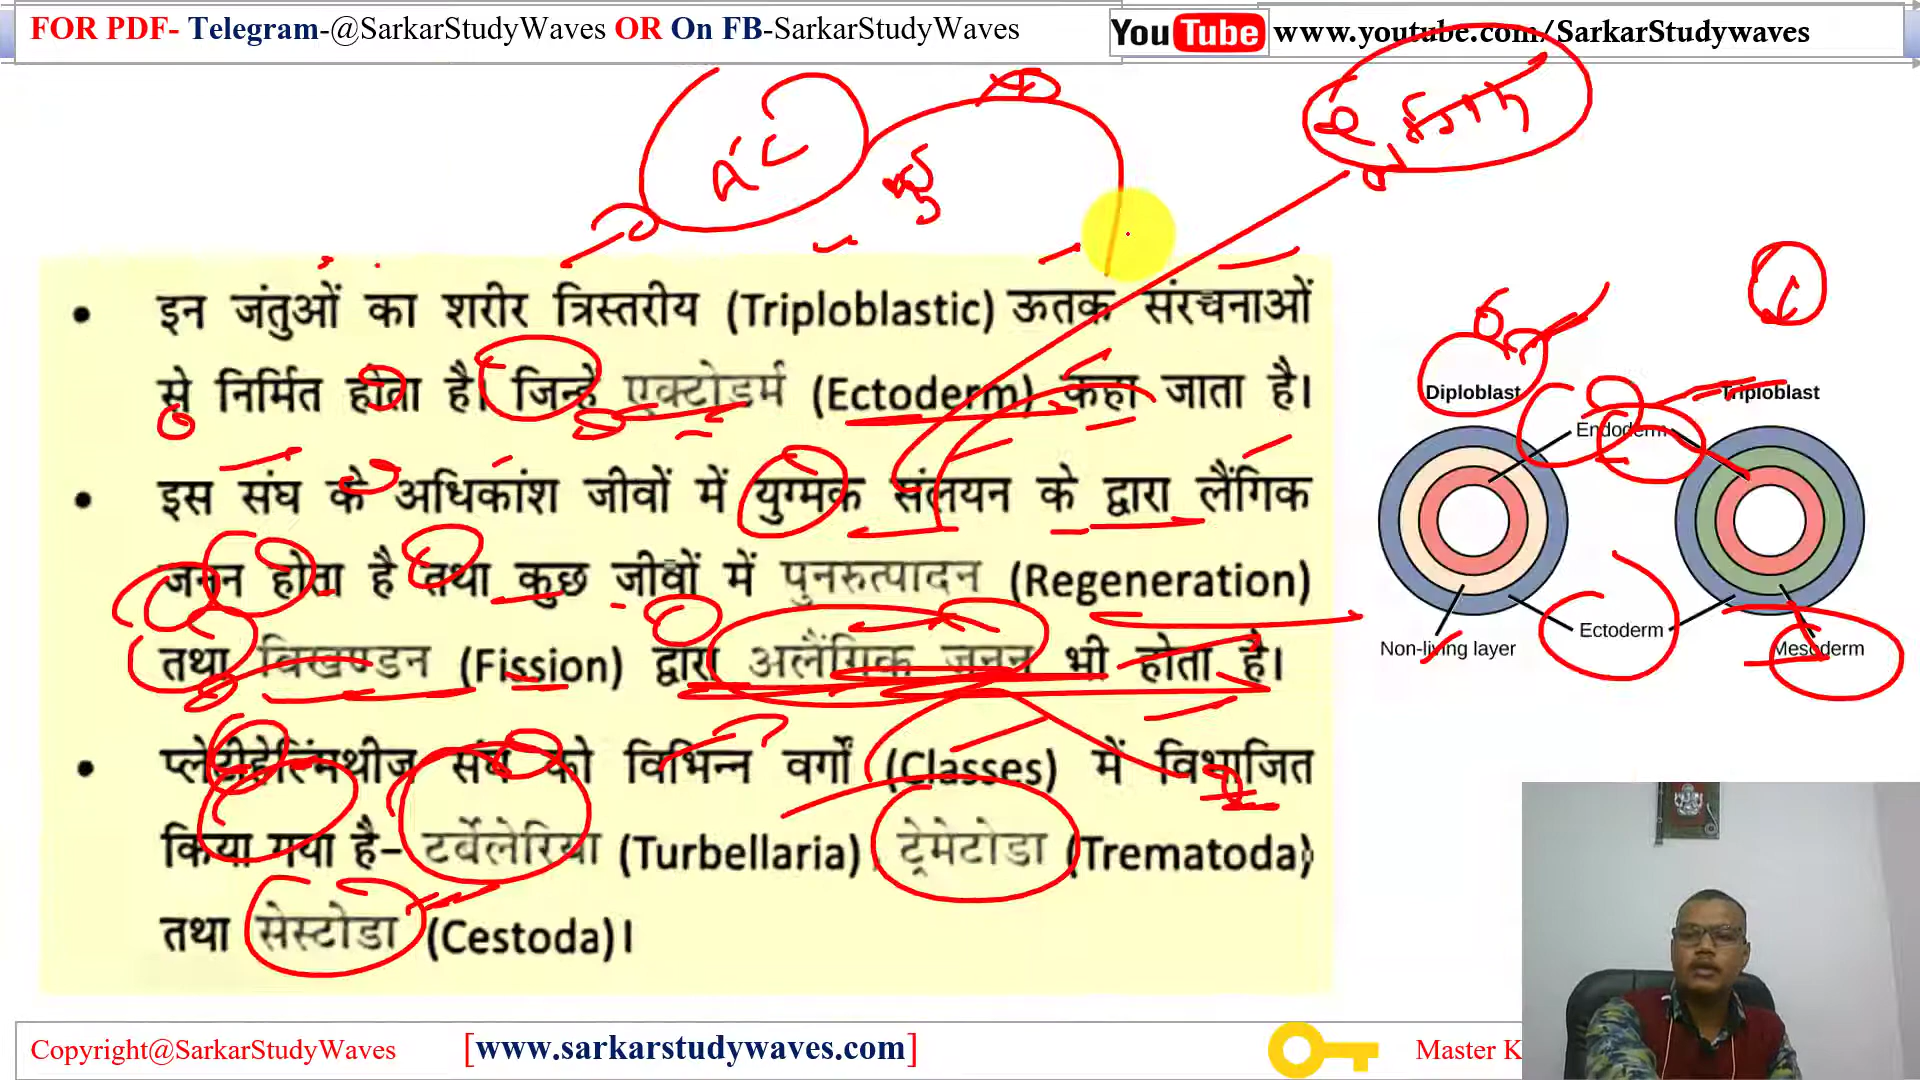 FOR PDF- Telegram-@SarkarStudyWaves OR On FB-SarkarStudyWaves
YouTube www.youtube.com/SarkarStudywaves
• इन जंतुओं का शरीर त्रिस्तरीय (Triploblastic) ऊतक संरचनाओं
से निर्मित होता है। जिन्हे एक्टोडर्म (Ectoderm) कहा जाता है।
• इस संघ के अधिकांश जीवों में युग्मक संलयन के द्वारा लैंगिक
जनन होता है तथा कुछ जीवों में पुनरुत्पादन (Regeneration)
तथा विखण्डन (Fission) द्वारा अलैंगिक जनन भी होता है।
• प्लेटीहेल्मिंथीज संघ को विभिन्न वर्गों (Classes) में विभाजित
किया गया है– टर्बेलेरिया (Turbellaria), ट्रेमेटोडा (Trematoda)
तथा सेस्टोडा (Cestoda)।
Diploblast Triploblast
Endoderm
Ectoderm
Non-living layer Mesoderm
Copyright@SarkarStudyWaves [www.sarkarstudywaves.com] Master K